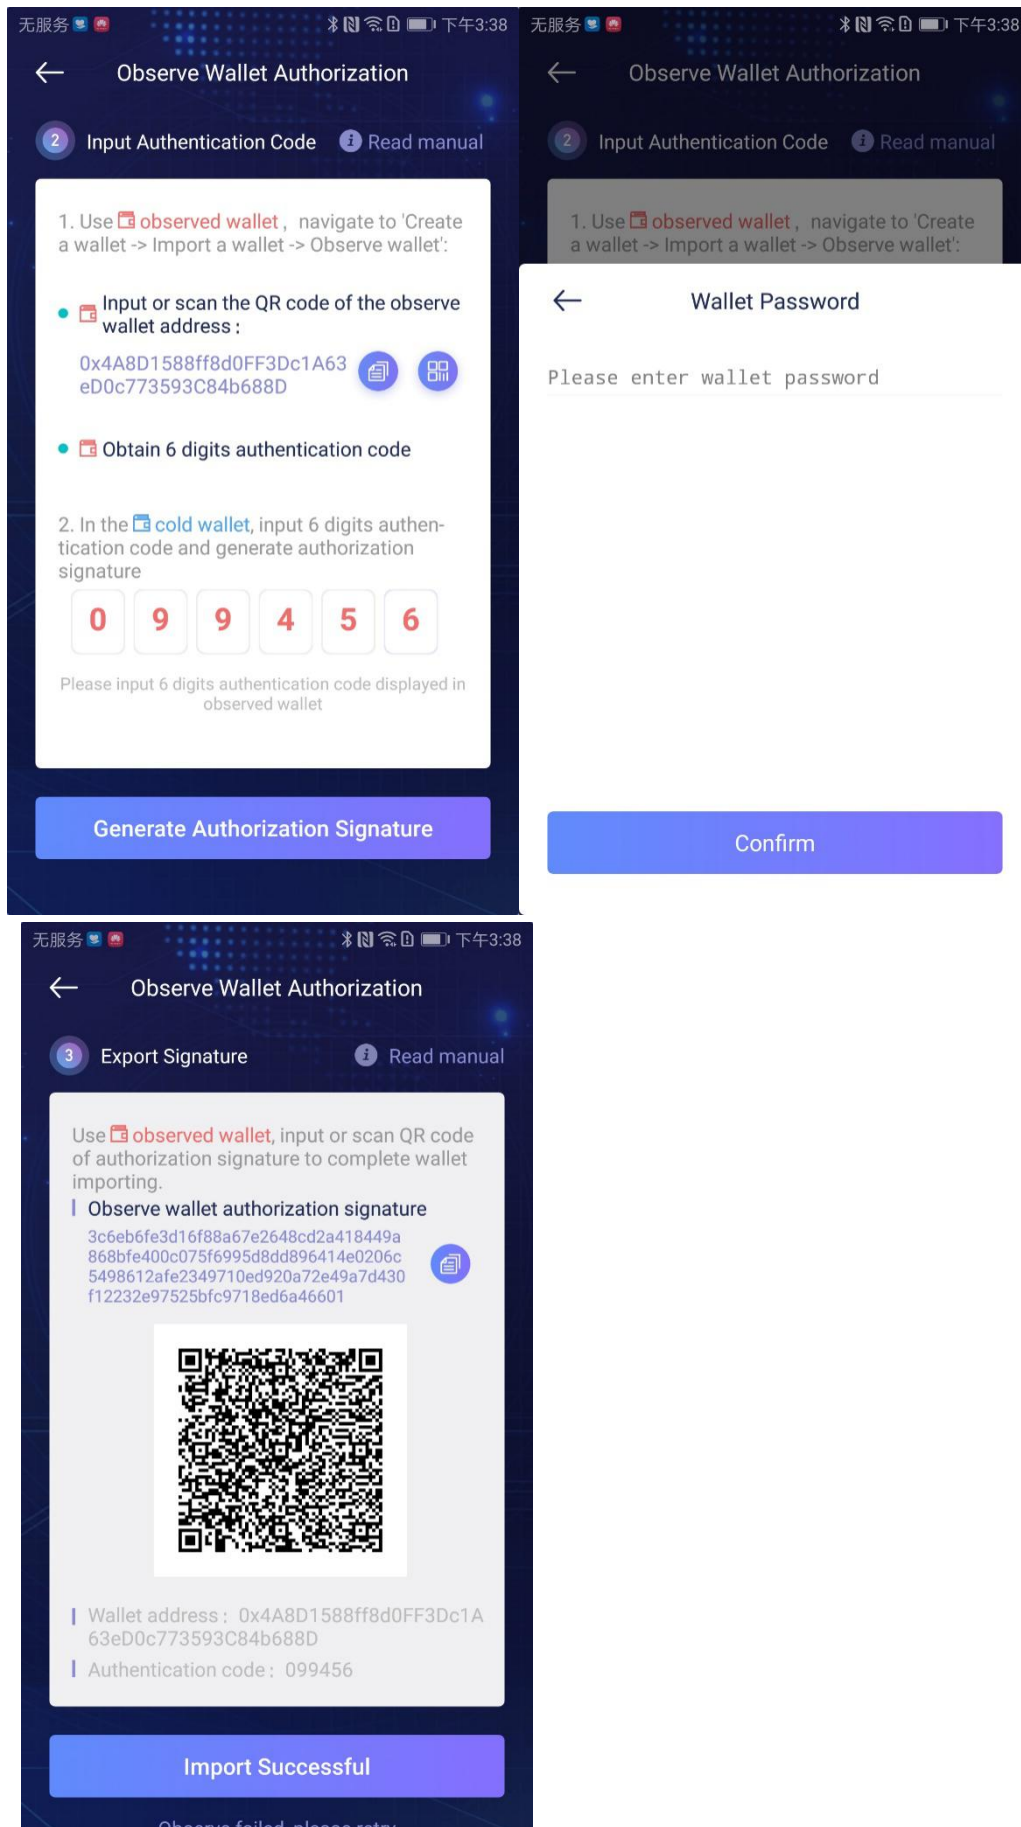 无服务
下午3:38
Observe Wallet Authorization
2
Input Authentication Code
i Read manual
1. Use observed wallet , navigate to 'Create
a wallet -> Import a wallet -> Observe wallet':
Input or scan the QR code of the observe
wallet address :
0x4A8D1588ff8d0FF3Dc1A63
eD0c773593C84b688D
Obtain 6 digits authentication code
2. In the cold wallet, input 6 digits authen-
tication code and generate authorization
signature
0 9 9 4 5 6
Please input 6 digits authentication code displayed in
observed wallet
Generate Authorization Signature
无服务
下午3:38
Observe Wallet Authorization
2
Input Authentication Code
i Read manual
1. Use observed wallet , navigate to 'Create
a wallet -> Import a wallet -> Observe wallet':
Wallet Password
Please enter wallet password
Confirm
无服务
下午3:38
Observe Wallet Authorization
3
Export Signature
i Read manual
Use observed wallet, input or scan QR code
of authorization signature to complete wallet
importing.
Observe wallet authorization signature
3c6eb6fe3d16f88a67e2648cd2a418449a
868bfe400c075f6995d8dd896414e0206c
5498612afe2349710ed920a72e49a7d430
f12232e97525bfc9718ed6a46601
Wallet address : 0x4A8D1588ff8d0FF3Dc1A
63eD0c773593C84b688D
Authentication code : 099456
Import Successful
Observe failed, please retry